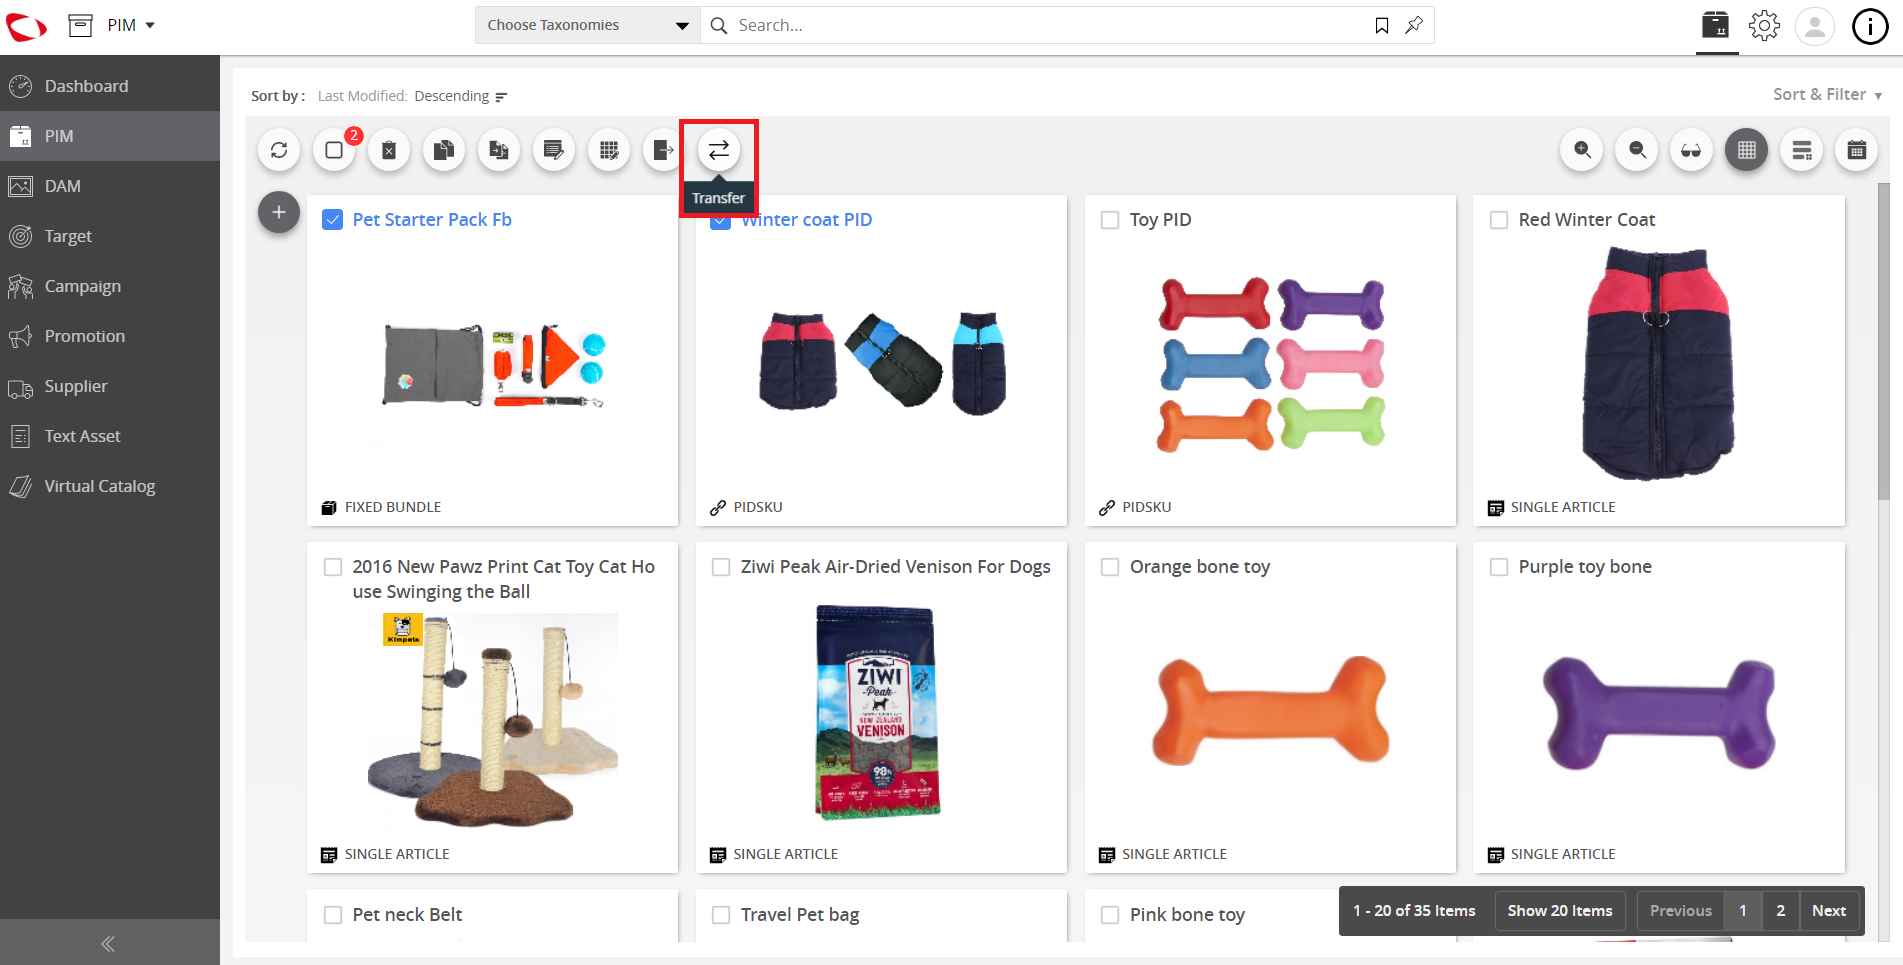 PIM
Choose Taxonomies
Search...
Dashboard
PIM
DAM
Target
Campaign
Promotion
Supplier
Text Asset
Virtual Catalog
Sort by : Last Modified: Descending
Sort & Filter
2
Transfer
Pet Starter Pack Fb
Winter coat PID
Toy PID
Red Winter Coat
FIXED BUNDLE
PIDSKU
PIDSKU
SINGLE ARTICLE
2016 New Pawz Print Cat Toy Cat Ho
use Swinging the Ball
Kimpets
Ziwi Peak Air-Dried Venison For Dogs
ZIWI
Peak
NEW ZEALAND
VENISON
98%
Orange bone toy
Purple toy bone
SINGLE ARTICLE
SINGLE ARTICLE
SINGLE ARTICLE
SINGLE ARTICLE
Pet neck Belt
Travel Pet bag
Pink bone toy
1 - 20 of 35 Items
Show 20 Items
Previous
1
2
Next